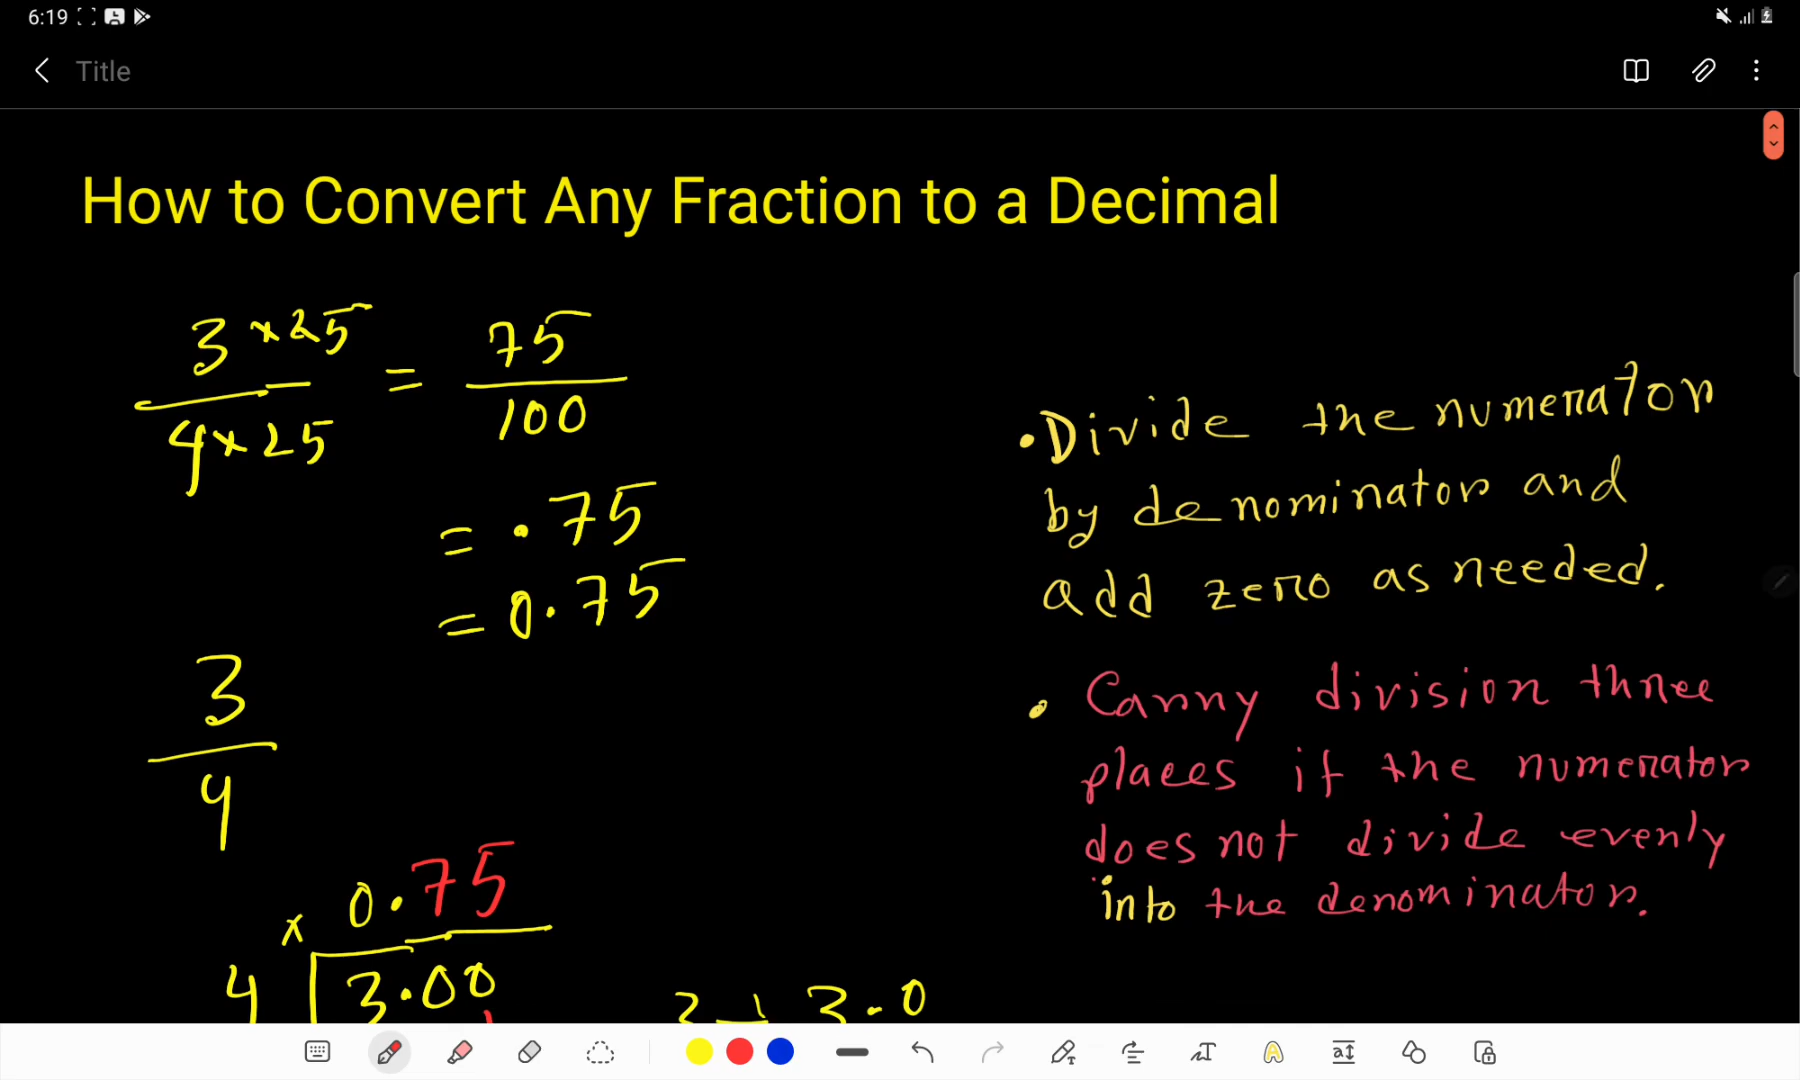 6:19
Title
How to Convert Any Fraction to a Decimal
3 × 25 = 75
4 × 25 100
= .75
= 0.75
3
4
• Divide the numerator
by denominator and
add zero as needed.
• Carry division three
places if the numerator
does not divide evenly
into the denominator.
× 0.75
4 3.00
3.0